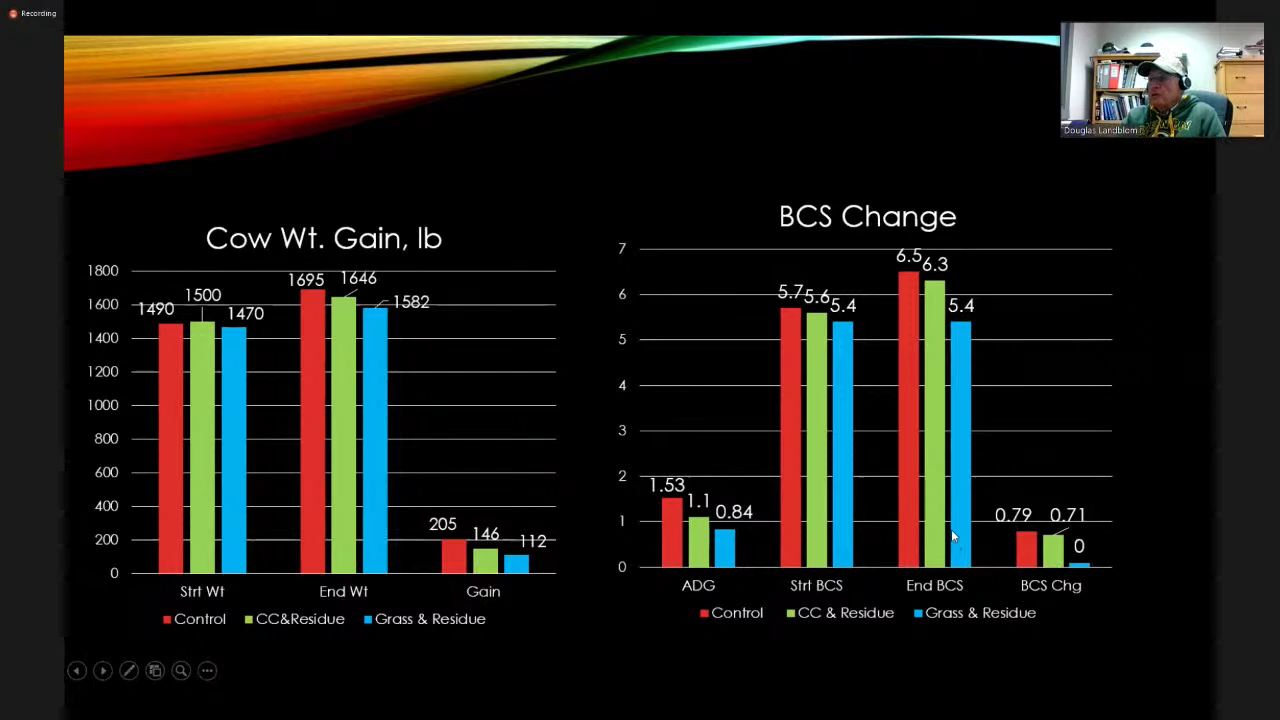 Recording
Douglas Landblom
Cow Wt. Gain, lb
1800
1600
1400
1200
1000
800
600
400
200
0
1490
1500
1470
1695
1646
1582
205
146
112
Strt Wt
End Wt
Gain
Control
CC&Residue
Grass & Residue
BCS Change
7
6
5
4
3
2
1
0
1.53
1.1
0.84
5.7
5.6
5.4
6.5
6.3
5.4
0.79
0.71
0
ADG
Strt BCS
End BCS
BCS Chg
Control
CC & Residue
Grass & Residue